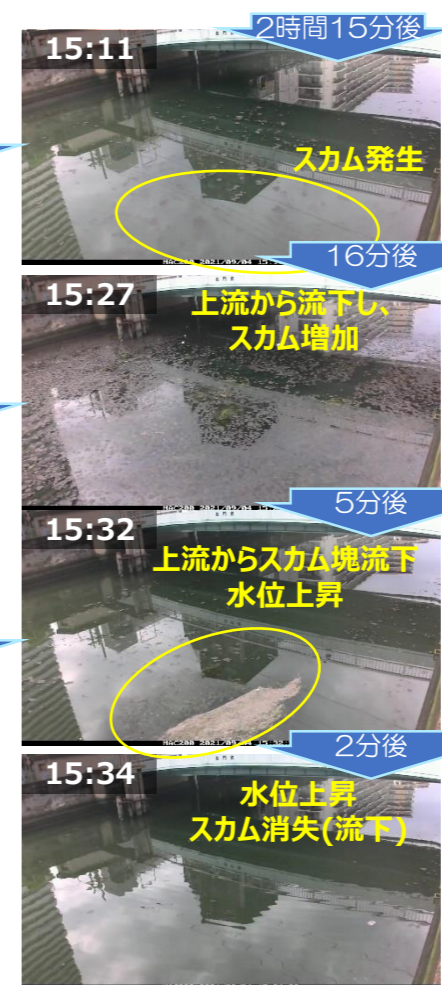 2時間15分後
15:11
スカム発生
16分後
15:27
上流から流下し、
スカム増加
5分後
15:32
上流からスカム塊流下
水位上昇
2分後
15:34
水位上昇
スカム消失(流下)